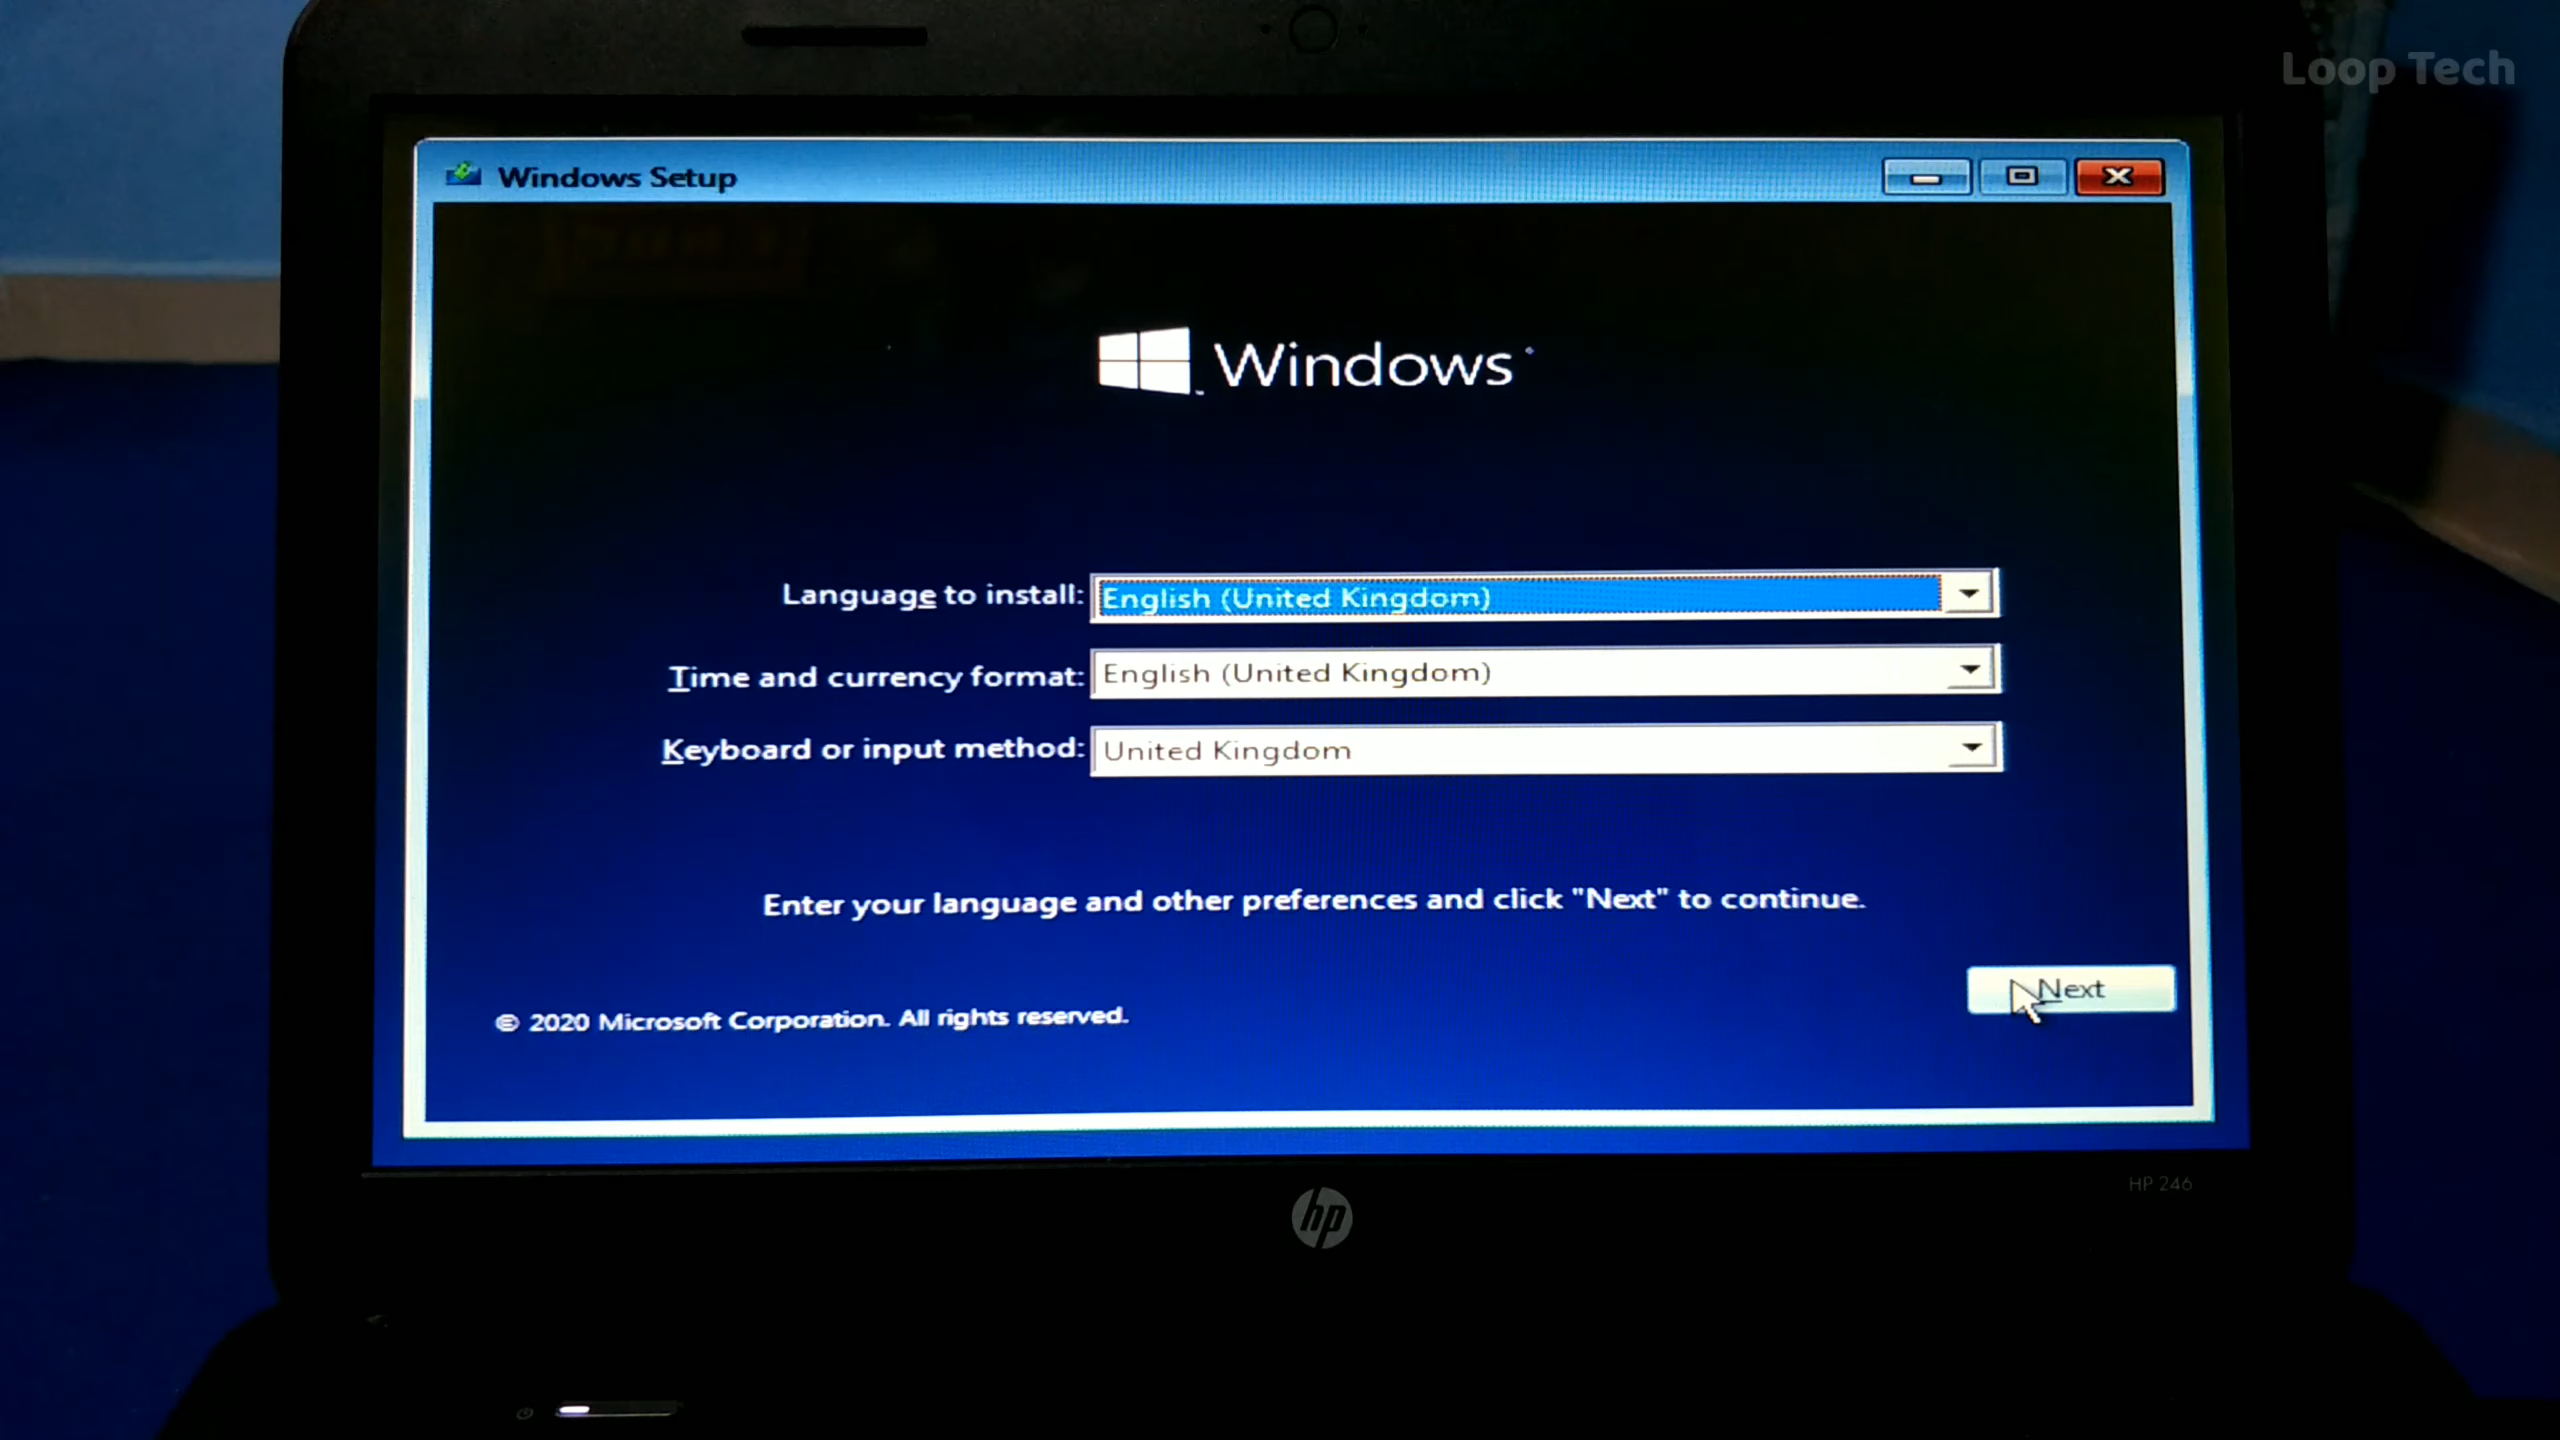 Loop Tech
Windows Setup
Windows
Language to install: English (United Kingdom)
Time and currency format: English (United Kingdom)
Keyboard or input method: United Kingdom
Enter your language and other preferences and click "Next" to continue.
Next
© 2020 Microsoft Corporation. All rights reserved.
HP 246
hp